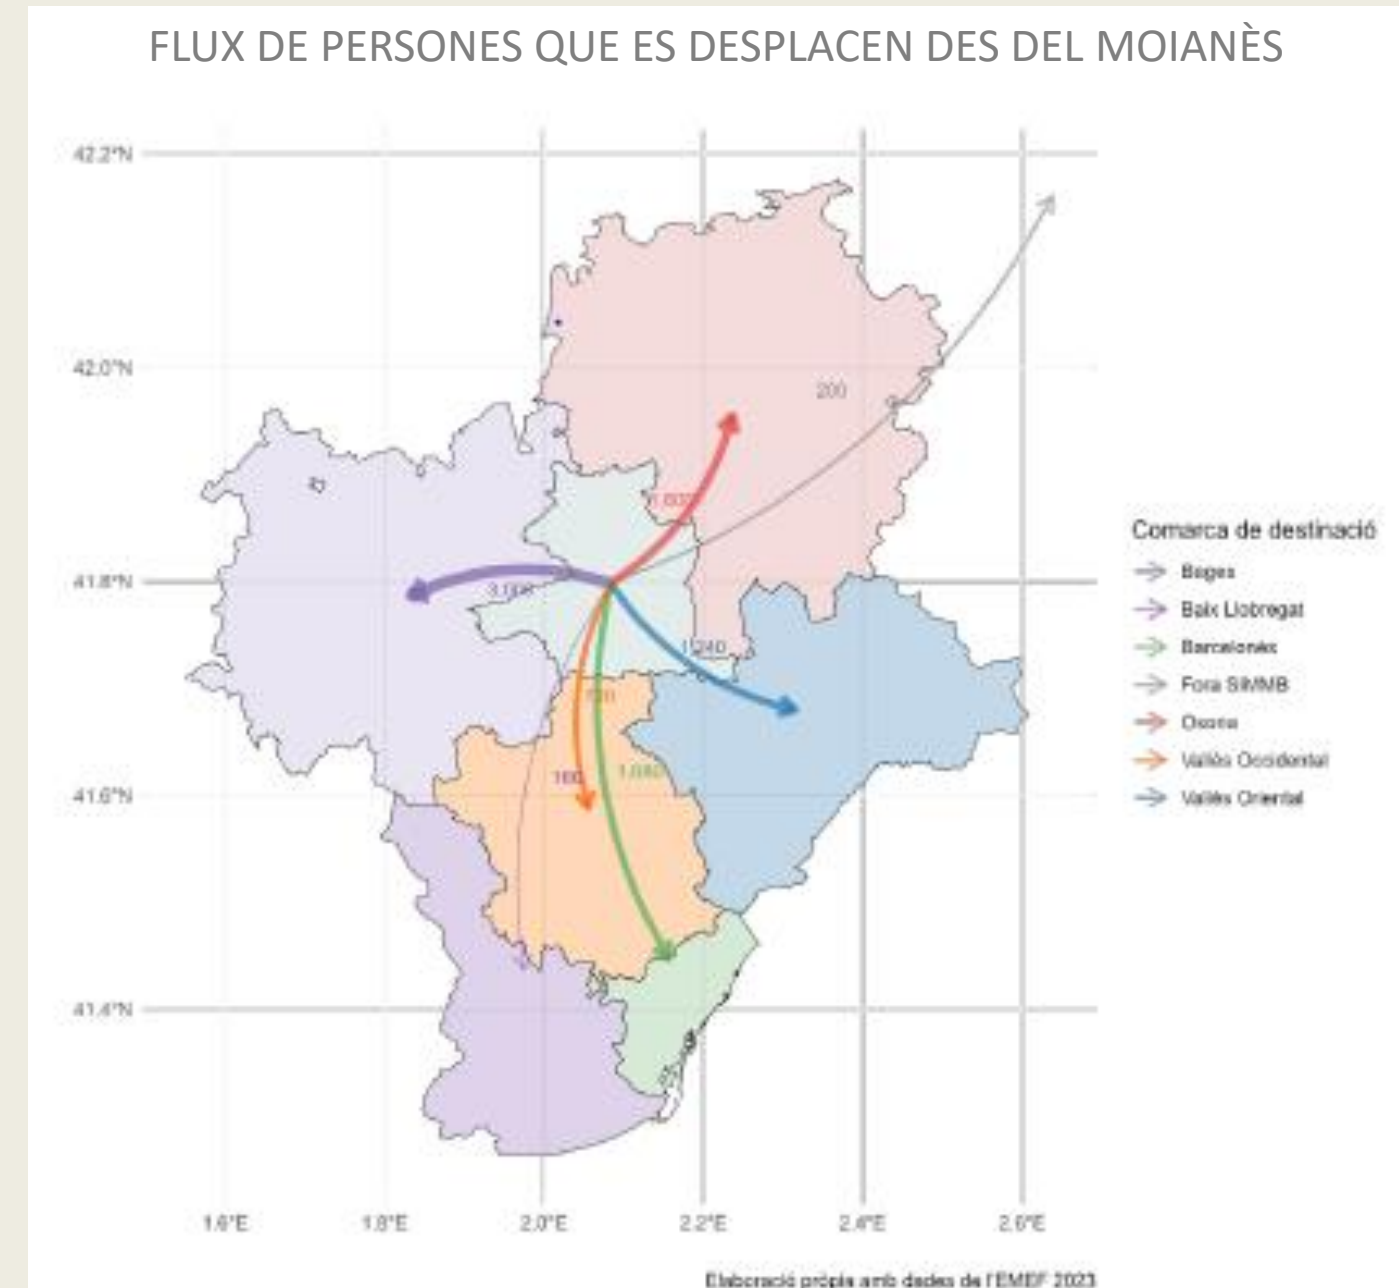 FLUX DE PERSONES QUE ES DESPLACEN DES DEL MOIANÈS
42.2°N
42.0°N
41.8°N
41.6°N
41.4°N
200
1.240
160
1.080
Comarca de destinació
Bages
Baix Llobregat
Barcelonès
Fora SIMMB
Osona
Vallès Occidental
Vallès Oriental
1.6°E
1.8°E
2.0°E
2.2°E
2.4°E
2.6°E
Elaboració pròpia amb dades de l'EMEF 2023